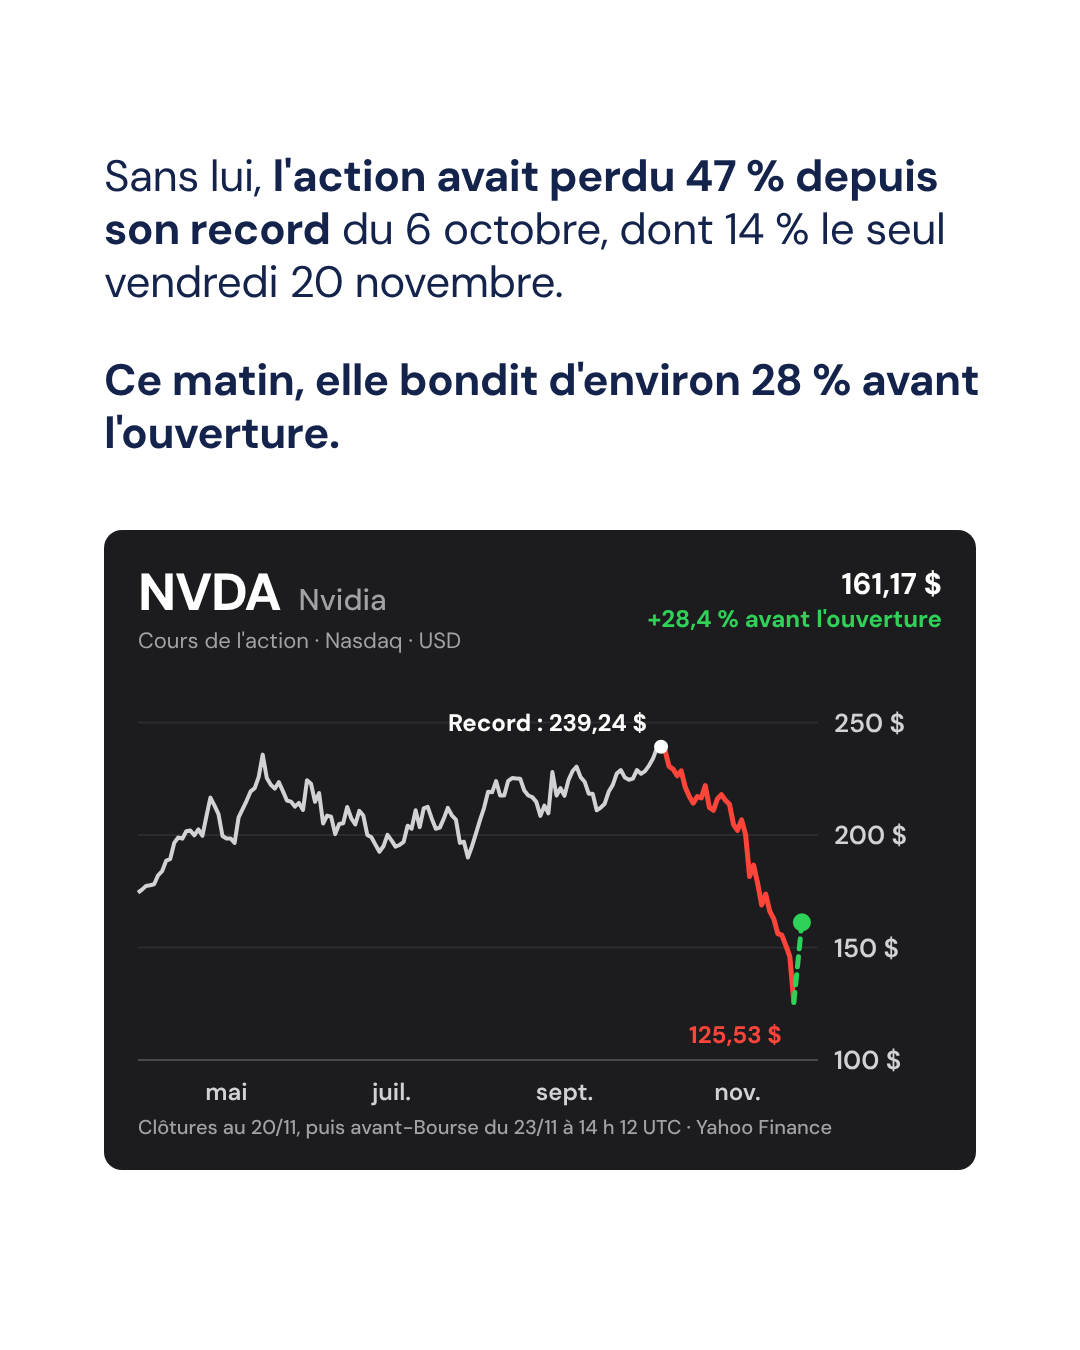 Sans lui, l'action avait perdu 47 % depuis
son record du 6 octobre, dont 14 % le seul
vendredi 20 novembre.
Ce matin, elle bondit d'environ 28 % avant
l'ouverture.
NVDA Nvidia
161,17 $
+28,4 % avant l'ouverture
Cours de l'action · Nasdaq · USD
Record : 239,24 $
250 $
200 $
150 $
125,53 $
100 $
mai juil. sept. nov.
Clôtures au 20/11, puis avant-Bourse du 23/11 à 14 h 12 UTC · Yahoo Finance